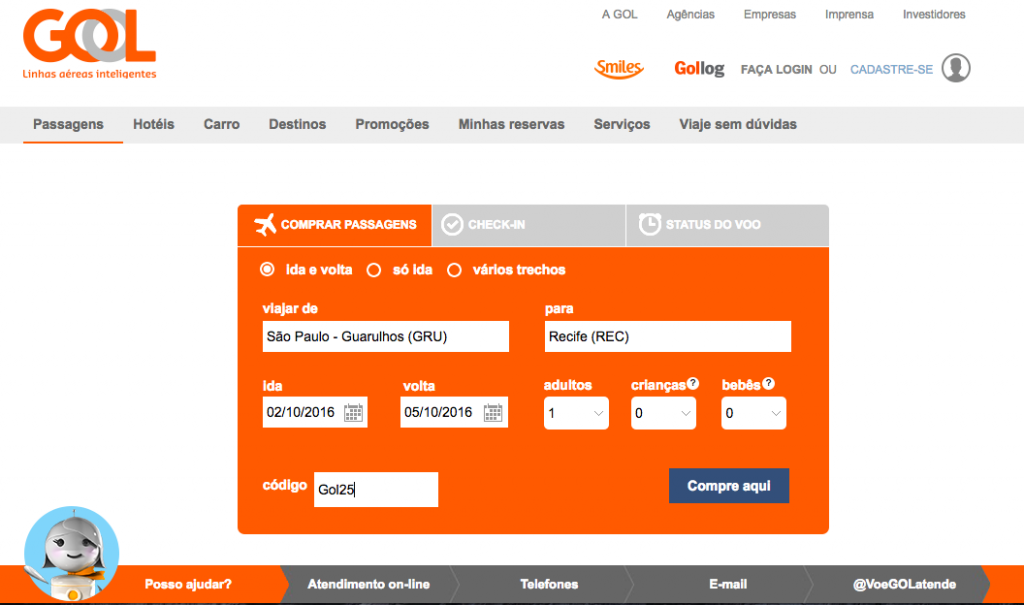 GOL
Linhas aéreas inteligentes
A GOL Agências Empresas Imprensa Investidores
Smiles Gollog FAÇA LOGIN OU CADASTRE-SE
Passagens Hotéis Carro Destinos Promoções Minhas reservas Serviços Viaje sem dúvidas
COMPRAR PASSAGENS CHECK-IN STATUS DO VOO
ida e volta só ida vários trechos
viajar de para
São Paulo - Guarulhos (GRU) Recife (REC)
ida volta adultos crianças? bebês?
02/10/2016 05/10/2016 1 0 0
código Gol25 Compre aqui
Posso ajudar? Atendimento on-line Telefones E-mail @VoeGOLatende